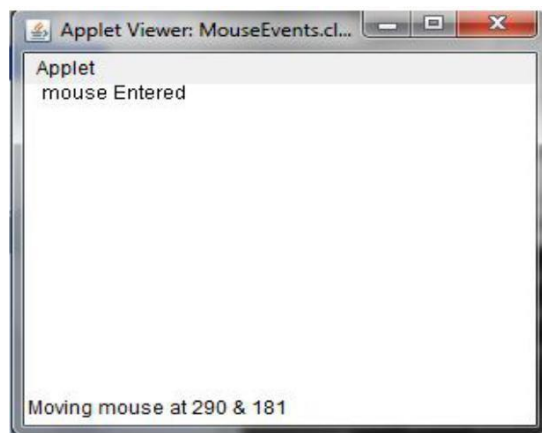 Applet Viewer: MouseEvents.cl...
Applet
mouse Entered
Moving mouse at 290 & 181